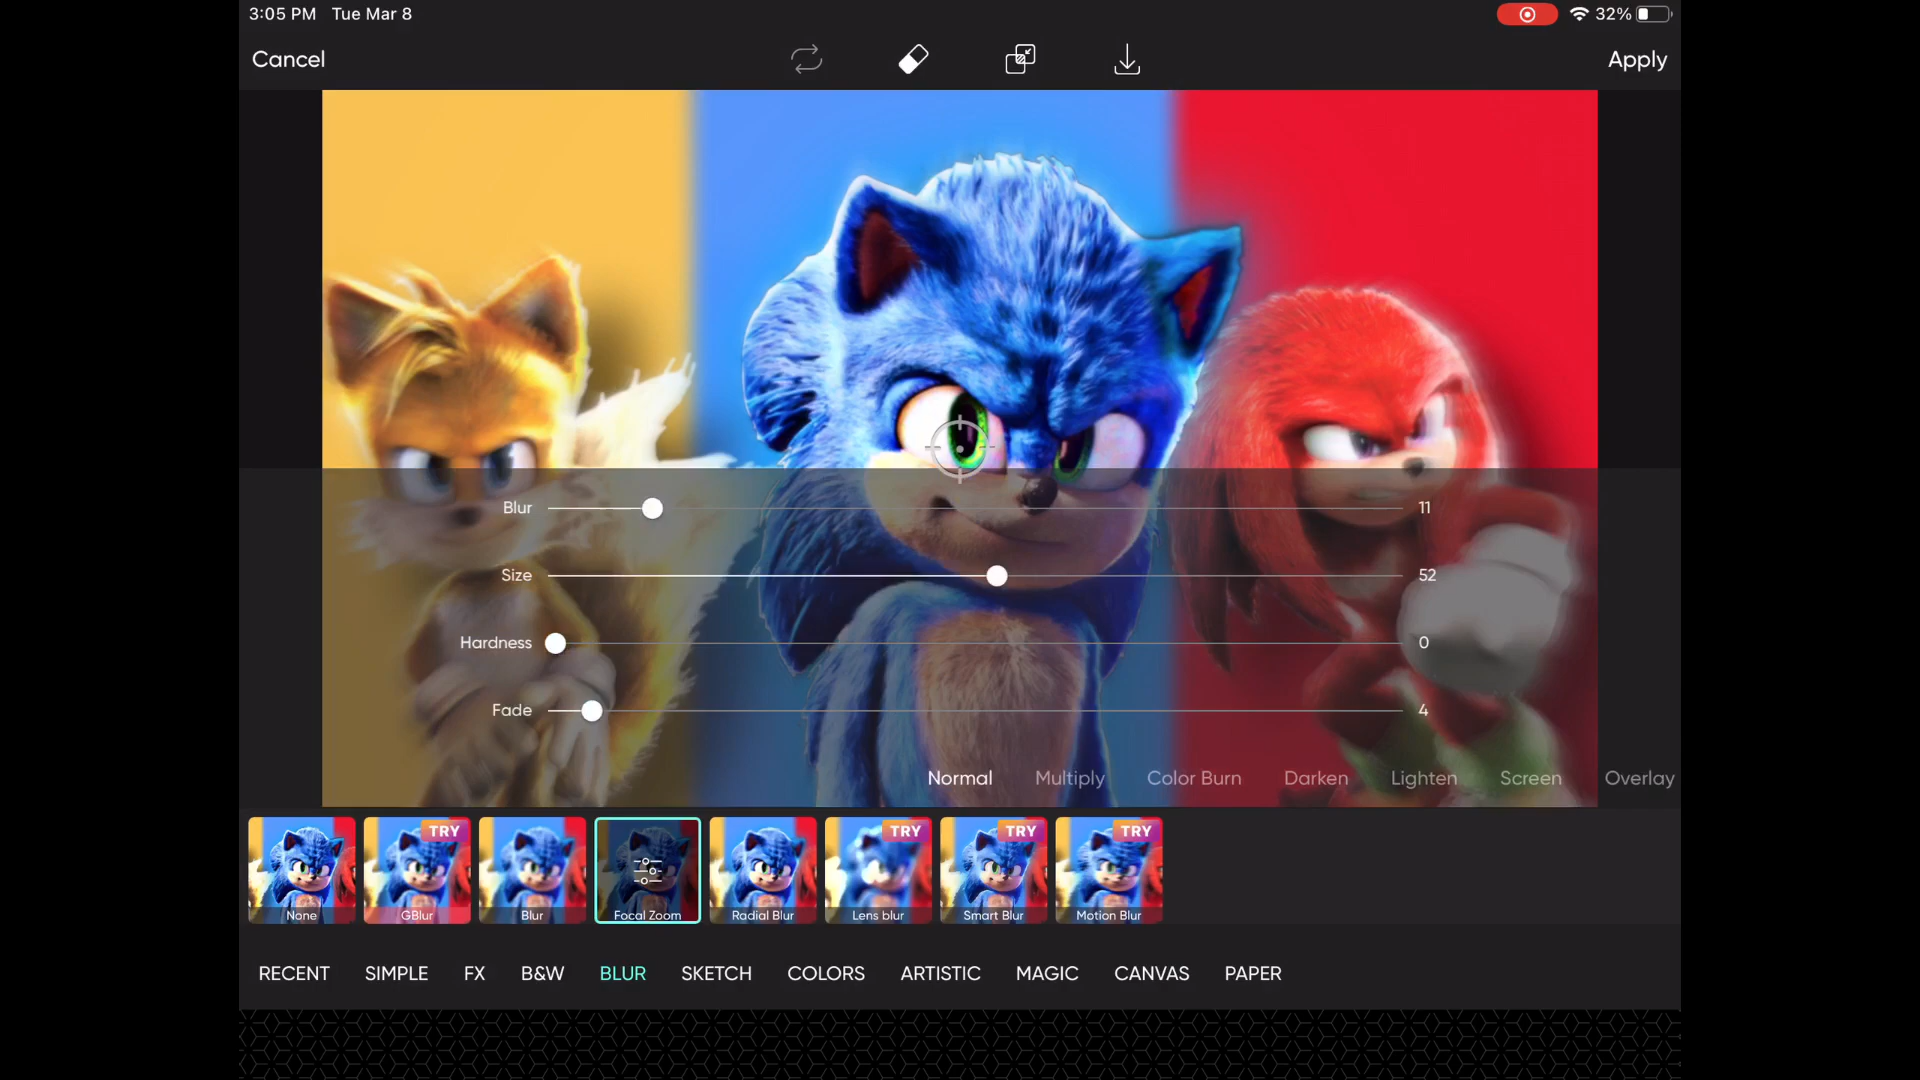 3:05 PM Tue Mar 8
32%
Cancel
Apply
Blur 11
Size 52
Hardness 0
Fade 4
Normal Multiply Color Burn Darken Lighten Screen Overlay
TRY TRY TRY TRY
None GBlur Blur Focal Zoom Radial Blur Lens blur Smart Blur Motion Blur
RECENT SIMPLE FX B&W BLUR SKETCH COLORS ARTISTIC MAGIC CANVAS PAPER